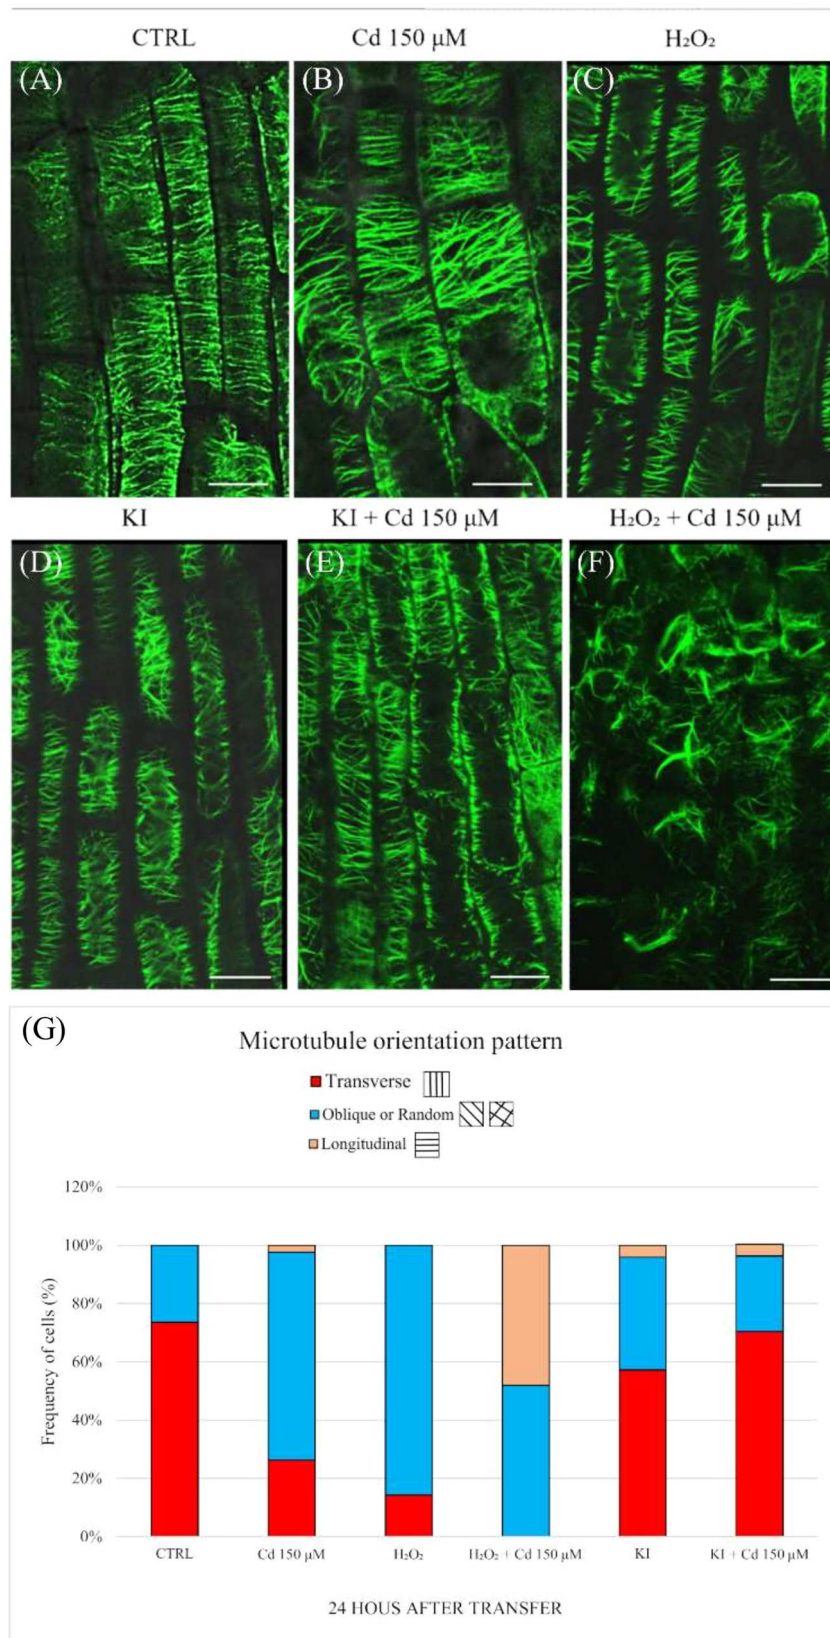 CTRL Cd 150 μM H₂O₂
(A) (B) (C)
KI KI + Cd 150 μM H₂O₂ + Cd 150 μM
(D) (E) (F)
(G)
Microtubule orientation pattern
Transverse
Oblique or Random
Longitudinal
120%
100%
80%
60%
40%
20%
0%
Frequency of cells (%)
CTRL Cd 150 μM H₂O₂ H₂O₂ + Cd 150 μM KI KI + Cd 150 μM
24 HOUS AFTER TRANSFER